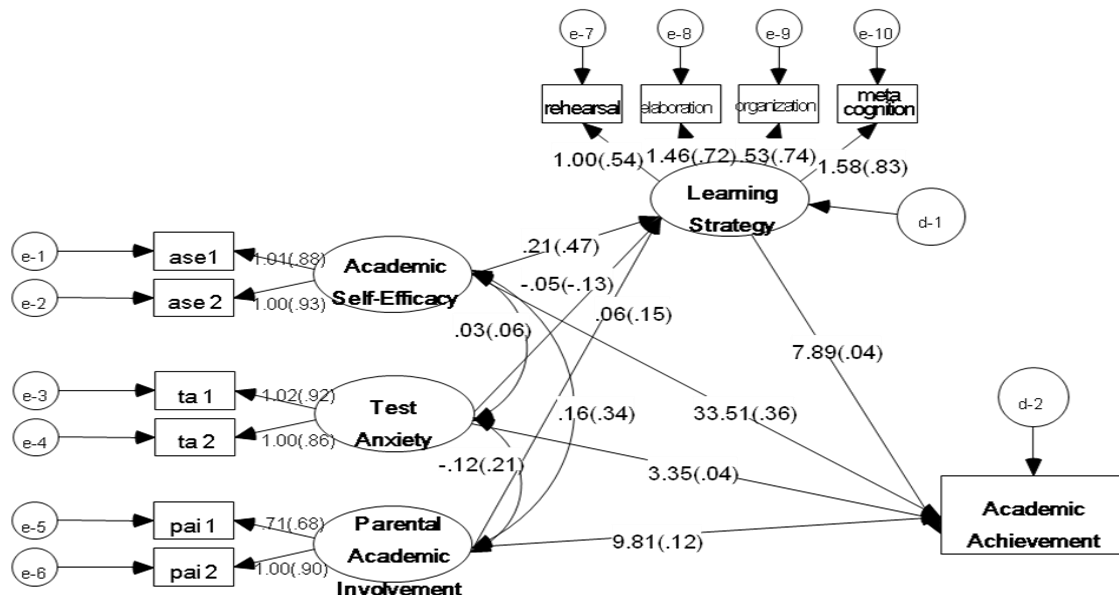 e-7 e-8 e-9 e-10
rehearsal elaboration organization meta
cognition
1.00(.54) 1.46(.72) .53(.74) 1.58(.83)
Learning
Strategy
d-1
e-1 ase1 1.01(.88) Academic
Self-Efficacy
e-2 ase 2 1.00(.93)
.21(.47)
-.05(-.13)
.06(.15)
.03(.06)
7.89(.04)
e-3 ta 1 1.02(.92) Test
Anxiety
e-4 ta 2 1.00(.86)
.16(.34)
33.51(.36)
d-2
-.12(.21)
3.35(.04)
e-5 pai 1 .71(.68) Parental
Academic
Involvement
e-6 pai 2 1.00(.90)
9.81(.12)
Academic
Achievement